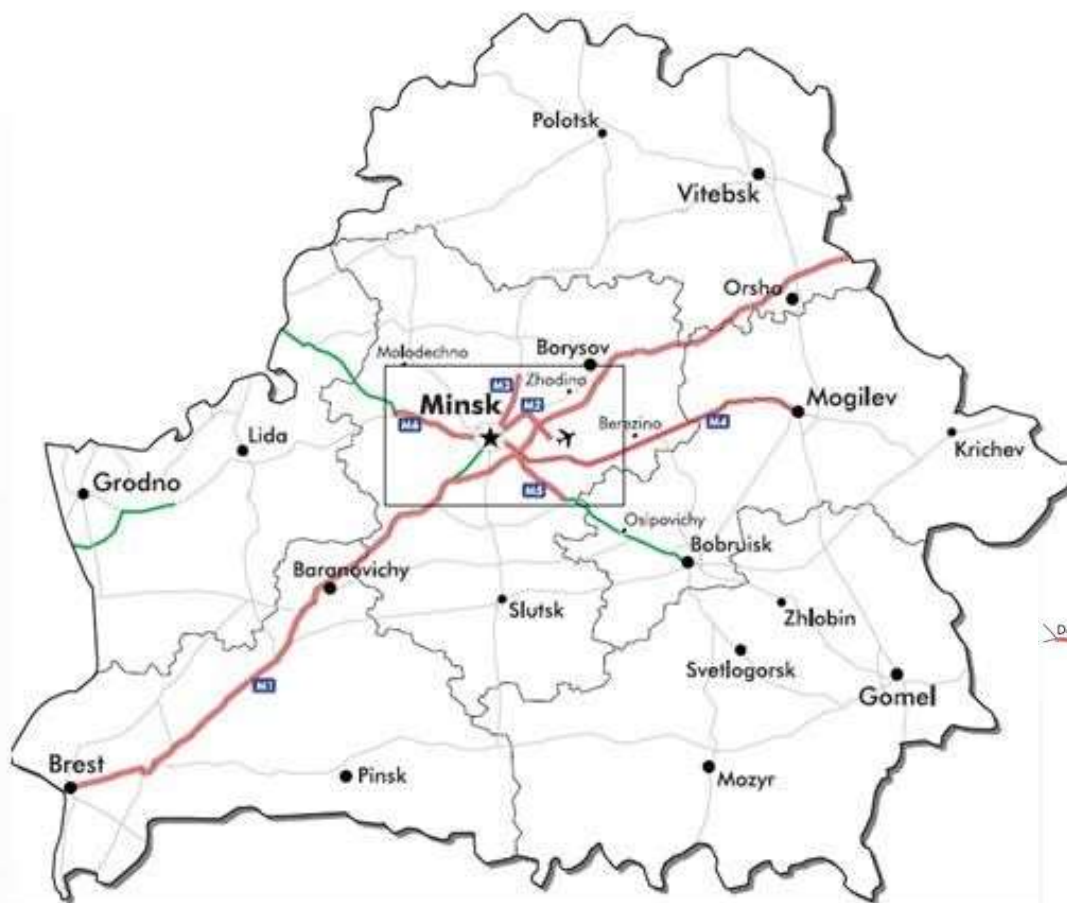 Polotsk
Vitebsk
Orsha
Molodechno
Borysov
Zhodino
M3
M2
Minsk
M6
Berezino
M4
Mogilev
Krichev
Lida
Grodno
M5
Osipovichy
Bobruisk
Baranovichy
Slutsk
Zhlobin
Svetlogorsk
M1
Gomel
Brest
Pinsk
Mozyr